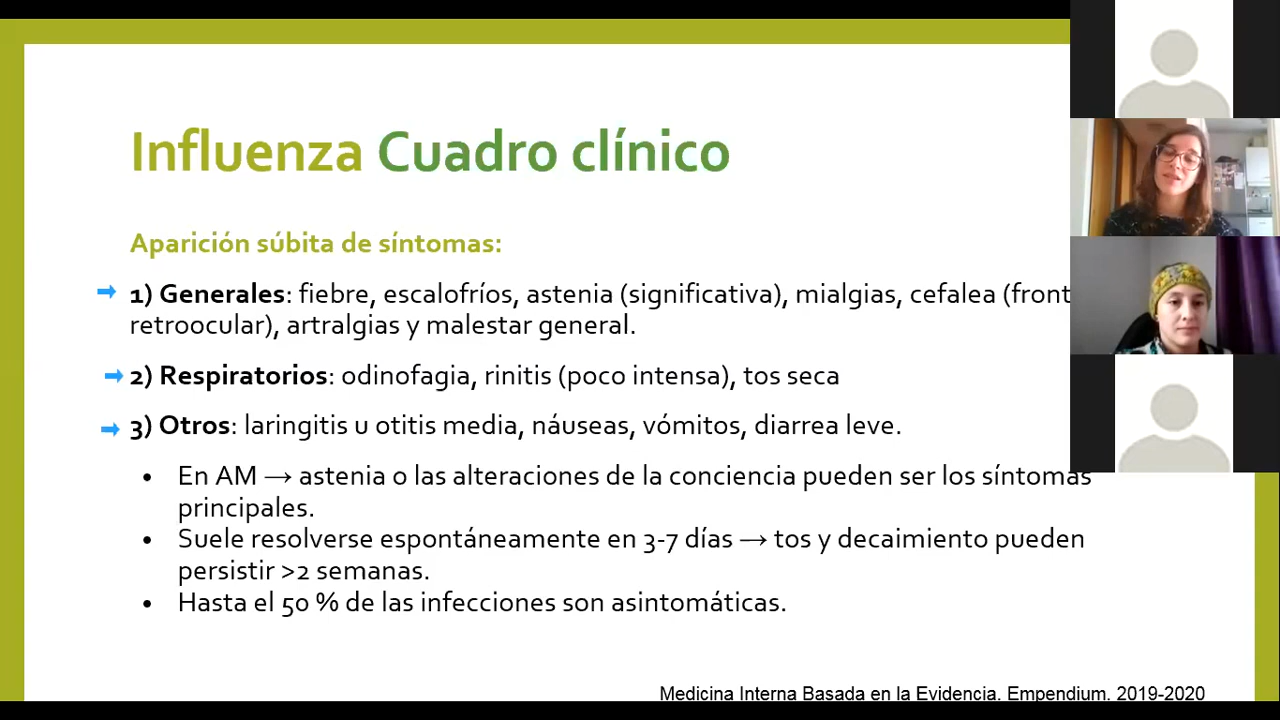 Influenza Cuadro clínico
Aparición súbita de síntomas:
1) Generales: fiebre, escalofríos, astenia (significativa), mialgias, cefalea (front
retroocular), artralgias y malestar general.
2) Respiratorios: odinofagia, rinitis (poco intensa), tos seca
3) Otros: laringitis u otitis media, náuseas, vómitos, diarrea leve.
• En AM → astenia o las alteraciones de la conciencia pueden ser los síntomas
principales.
• Suele resolverse espontáneamente en 3-7 días → tos y decaimiento pueden
persistir >2 semanas.
• Hasta el 50 % de las infecciones son asintomáticas.
Medicina Interna Basada en la Evidencia. Empendium. 2019-2020